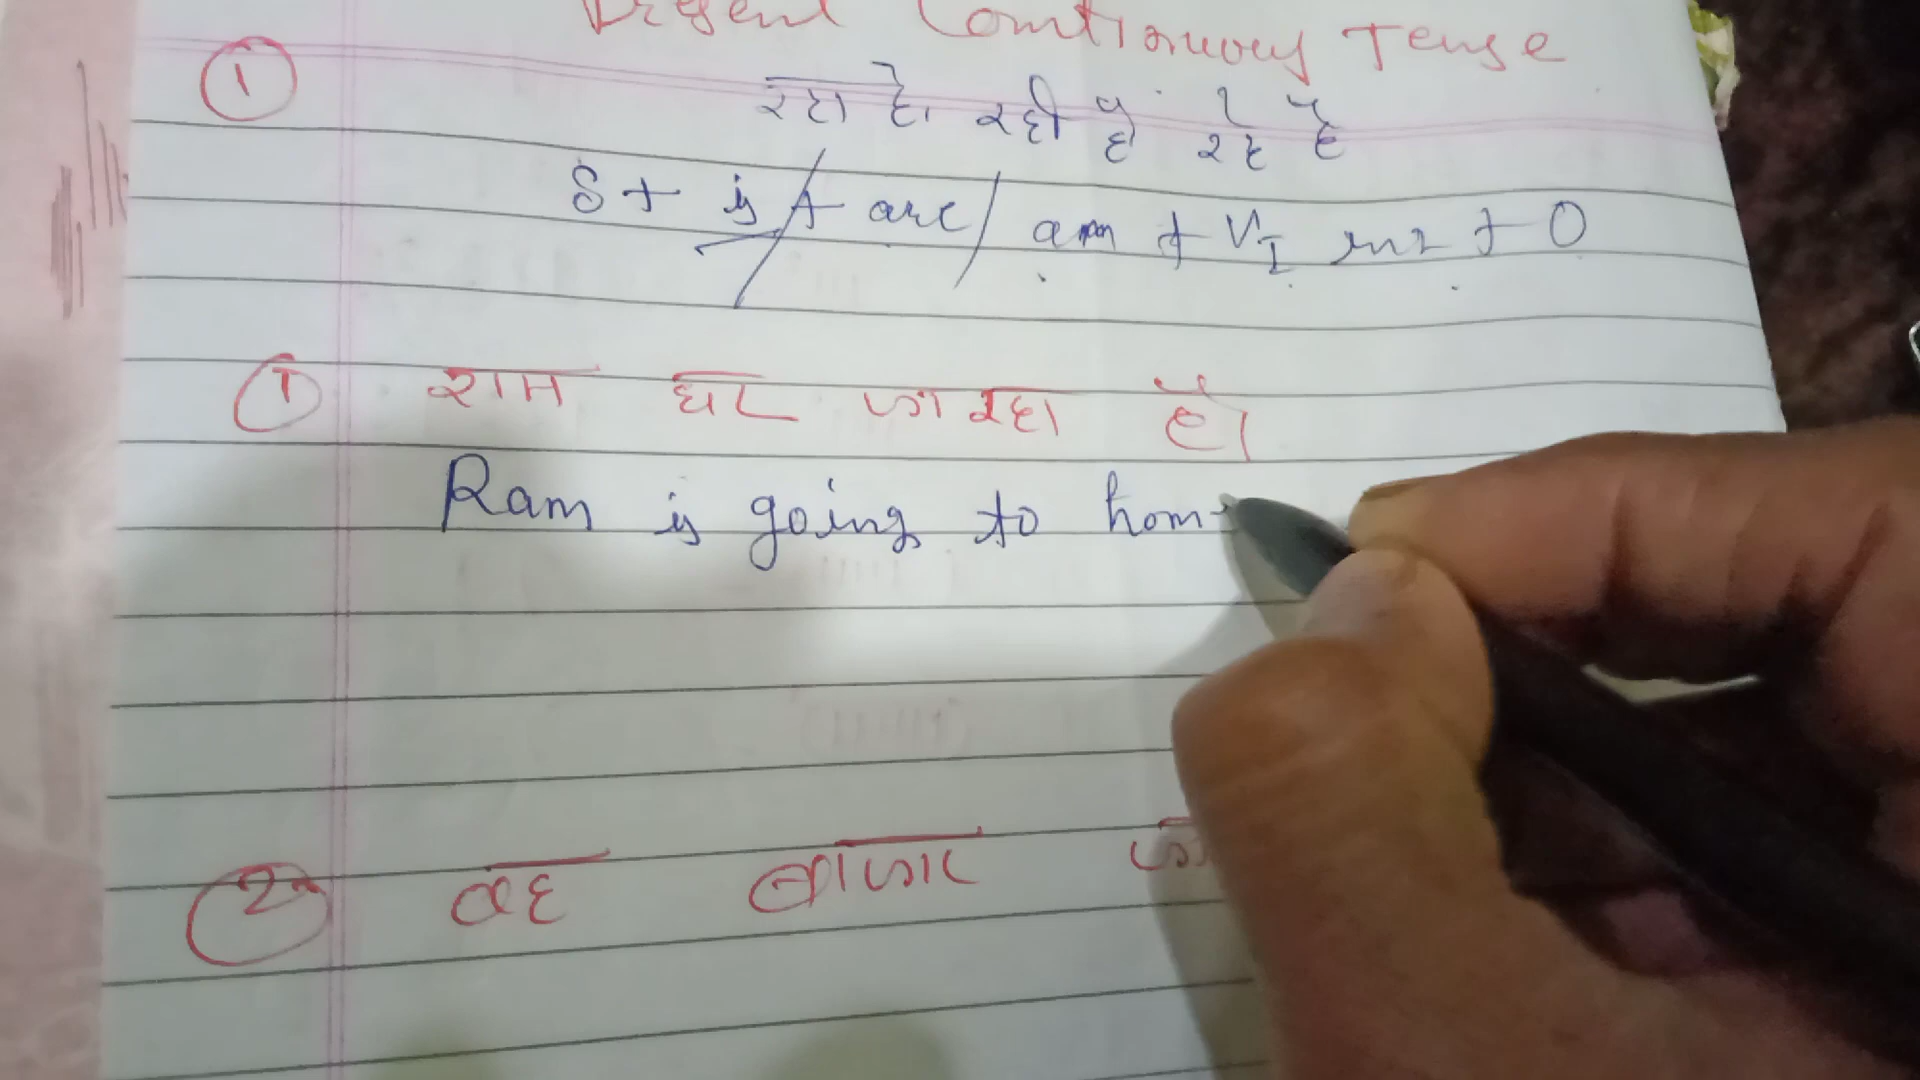 Present Continuous Tense
① रहा है, रही हूँ रहे हैं
S + is / + are / am + V1 ing + O
① राम घर जा रहा है।
Ram is going to hom
② वह बाजार